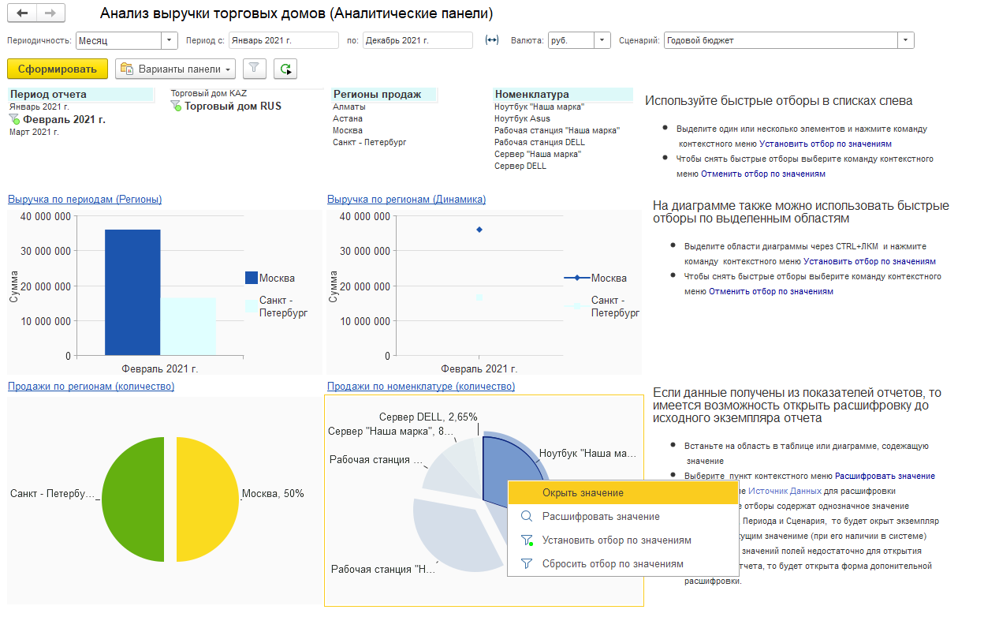 Анализ выручки торговых домов (Аналитические панели)
Периодичность: Месяц Период с: Январь 2021 г. по: Декабрь 2021 г. Валюта: руб. Сценарий: Годовой бюджет
Сформировать Варианты панели
Период отчета
Январь 2021 г.
Февраль 2021 г.
Март 2021 г.
Торговый дом KAZ
Торговый дом RUS
Регионы продаж
Алматы
Астана
Москва
Санкт - Петербург
Номенклатура
Ноутбук "Наша марка"
Ноутбук Asus
Рабочая станция "Наша марка"
Рабочая станция DELL
Сервер "Наша марка"
Сервер DELL
Используйте быстрые отборы в списках слева
Выделите один или несколько элементов и нажмите команду
контекстного меню Установить отбор по значениям
Чтобы снять быстрые отборы выберите команду контекстного
меню Отменить отбор по значениям
Выручка по периодам (Регионы)
40 000 000
30 000 000
20 000 000
10 000 000
0
Сумма
Февраль 2021 г.
Москва
Санкт -
Петербург
Выручка по регионам (Динамика)
40 000 000
30 000 000
20 000 000
10 000 000
0
Сумма
Февраль 2021 г.
Москва
Санкт -
Петербург
На диаграмме также можно использовать быстрые
отборы по выделенным областям
Выделите области диаграммы через CTRL+ЛКМ и нажмите
команду контекстного меню Установить отбор по значениям
Чтобы снять быстрые отборы выберите команду контекстного
меню Отменить отбор по значениям
Продажи по регионам (количество)
Санкт - Петербу...
Москва, 50%
Продажи по номенклатуре (количество)
Сервер DELL, 2,65%
Сервер "Наша марка", 8...
Рабочая станция ...
Ноутбук "Наша ма...
Рабочая станция "Н...
Окрыть значение
Расшифровать значение
Установить отбор по значениям
Сбросить отбор по значениям
Если данные получены из показателей отчетов, то
имеется возможность открыть расшифровку до
исходного экземпляра отчета
Встаньте на область в таблице или диаграмме, содежащую
значение
Выберите пункт контекстного меню Расшифровать значение
Источник Данных для расшифровки
е отборы содержат однозначное значение
Периода и Сценария, то будет окрыт экземпляр
ущим значениме (при его наличии в системе)
значений полей недостаточно для открытия
тчета, то будет открыта форма допонительной
расшифровки.